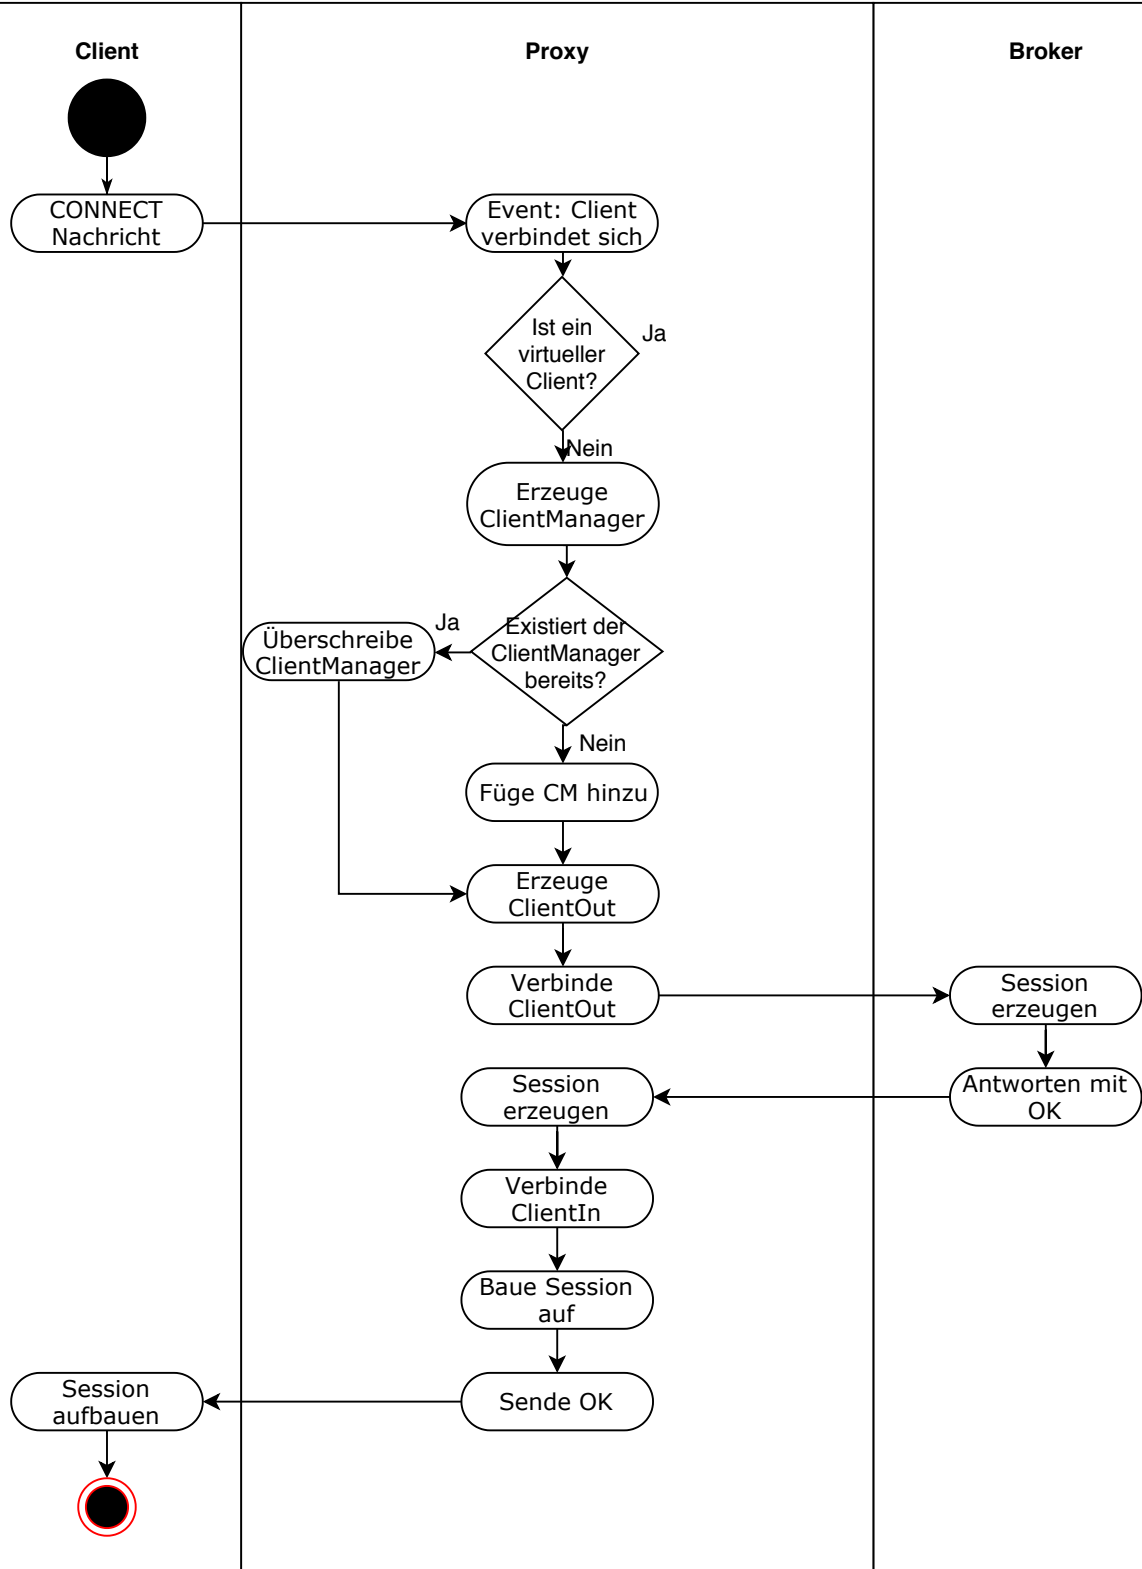 Client
Proxy
Broker
CONNECT
Nachricht
Event: Client
verbindet sich
Ist ein
virtueller
Client?
Ja
Nein
Erzeuge
ClientManager
Existiert der
ClientManager
bereits?
Ja
Überschreibe
ClientManager
Nein
Füge CM hinzu
Erzeuge
ClientOut
Verbinde
ClientOut
Session
erzeugen
Antworten mit
OK
Session
erzeugen
Verbinde
ClientIn
Baue Session
auf
Sende OK
Session
aufbauen